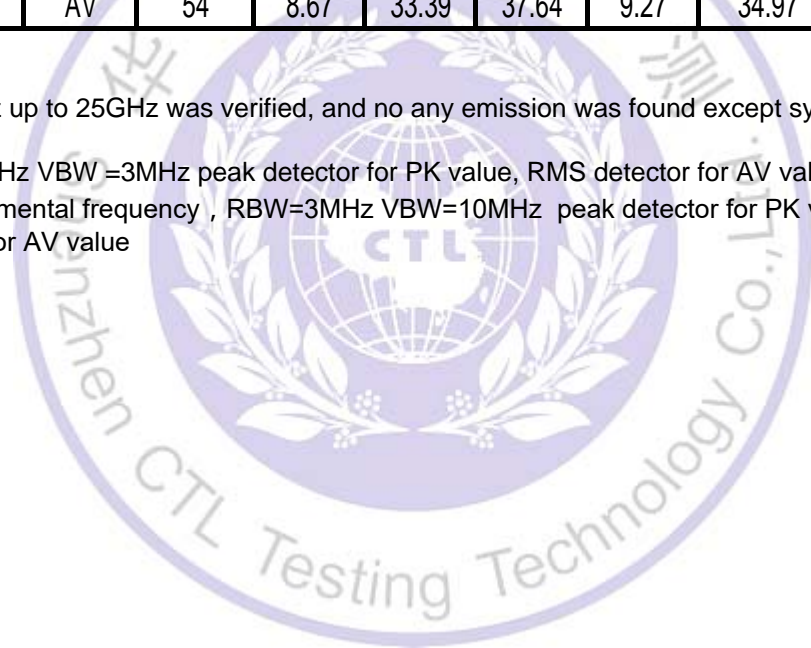 AV 54 8.67 33.39 37.64 9.27 34.97
up to 25GHz was verified, and no any emission was found except sy
Hz VBW =3MHz peak detector for PK value, RMS detector for AV val
mental frequency , RBW=3MHz VBW=10MHz peak detector for PK v
or AV value
华 测
CTL
Shenzhen CTL Testing Technology Co., Ltd.